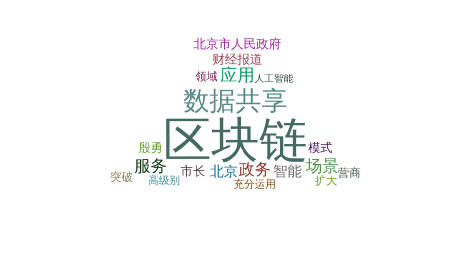 北京市人民政府
财经报道
领域 应用 人工智能
数据共享
区块链
殷勇 模式
服务 市长 北京 政务 智能 场景 营商
突破 高级别 充分运用 扩大